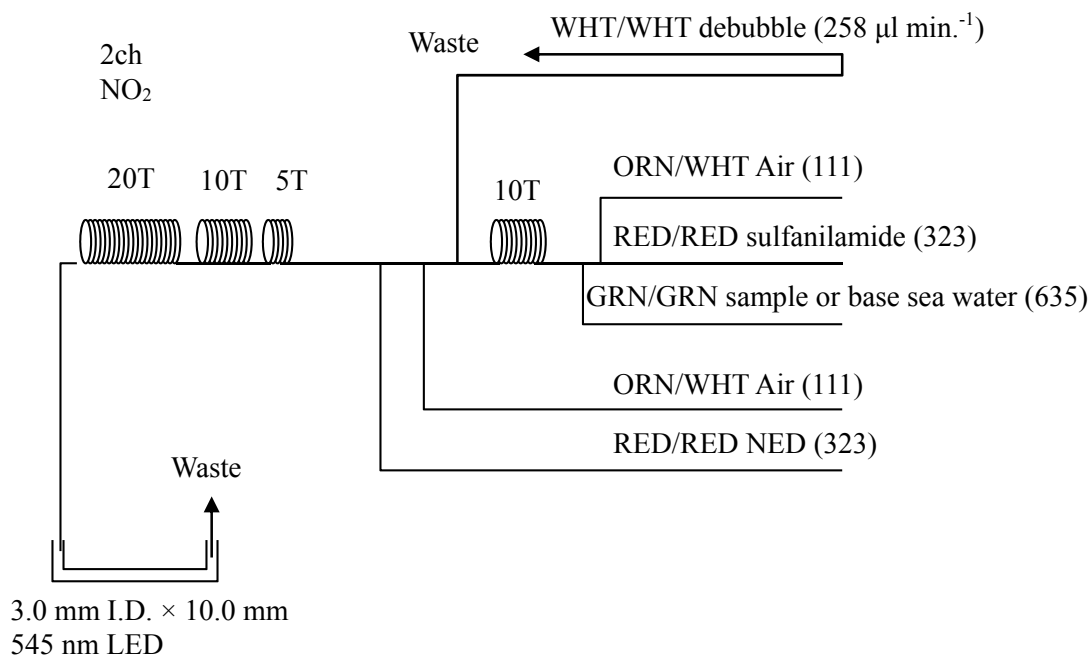 WHT/WHT debubble (258 μl min.⁻¹)
Waste
2ch
NO₂
ORN/WHT Air (111)
20T
10T
5T
10T
RED/RED sulfanilamide (323)
GRN/GRN sample or base sea water (635)
ORN/WHT Air (111)
RED/RED NED (323)
Waste
3.0 mm I.D. × 10.0 mm
545 nm LED